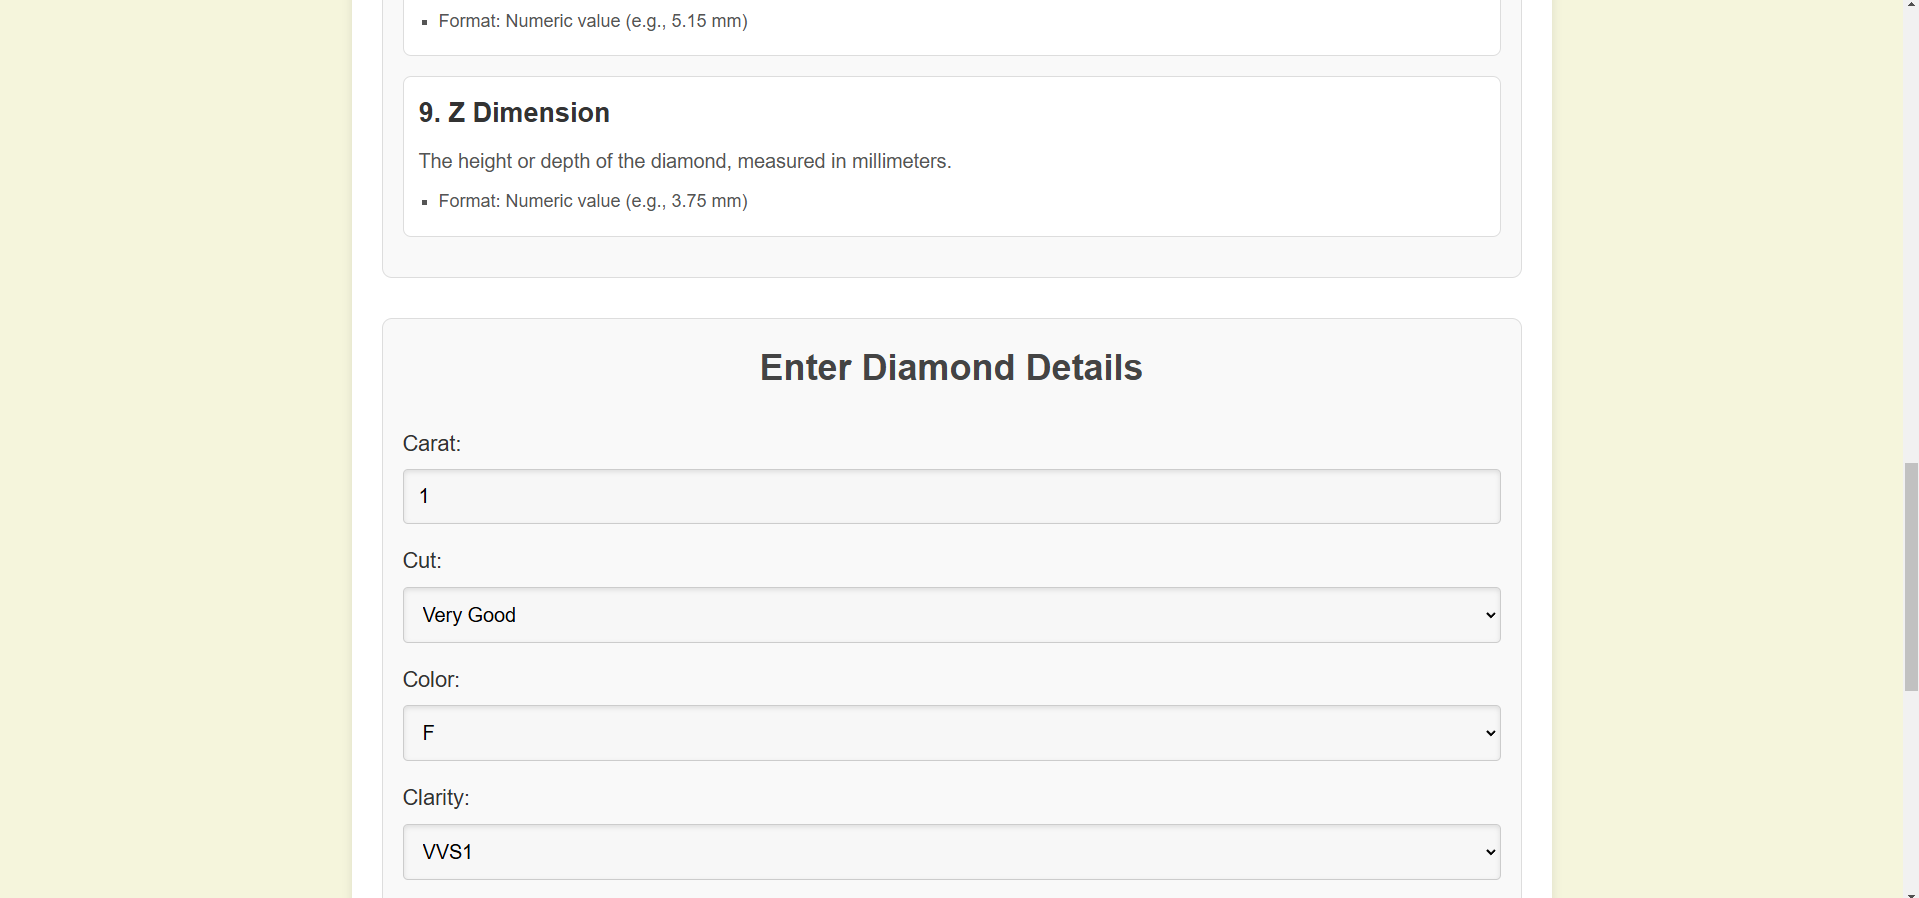 Format: Numeric value (e.g., 5.15 mm)
9. Z Dimension
The height or depth of the diamond, measured in millimeters.
Format: Numeric value (e.g., 3.75 mm)
Enter Diamond Details
Carat:
1
Cut:
Very Good
Color:
F
Clarity:
VVS1